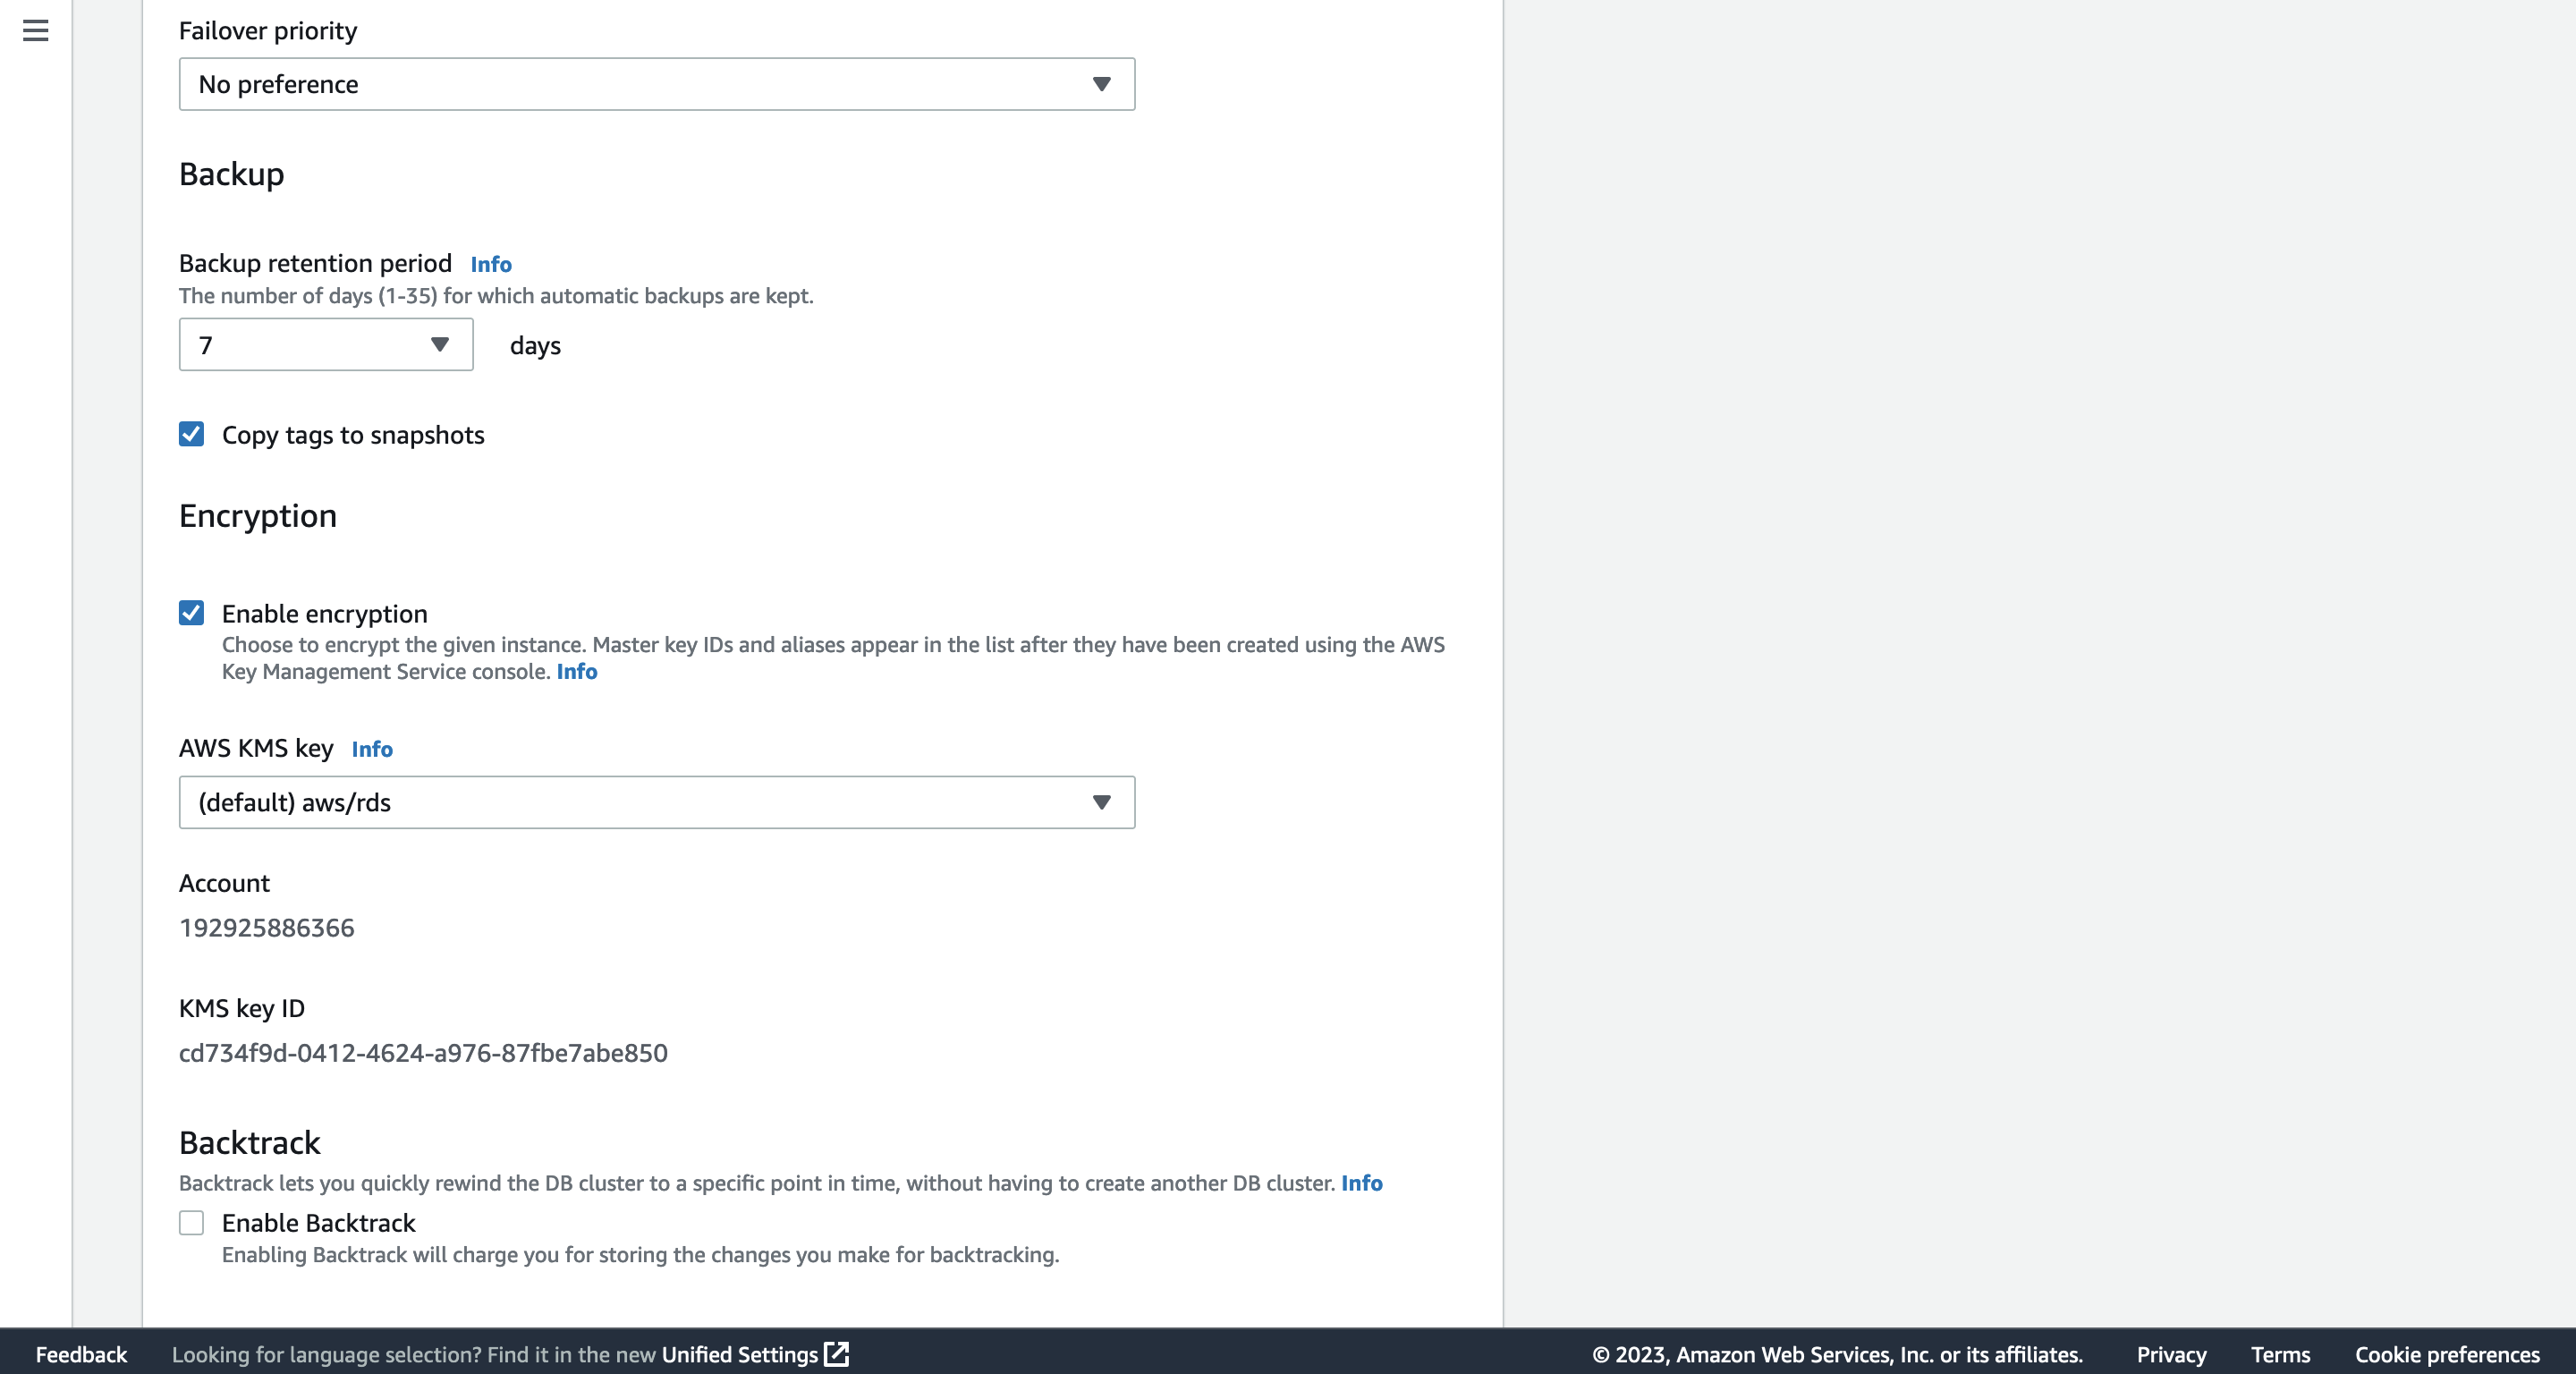 Failover priority
No preference
Backup
Backup retention period Info
The number of days (1-35) for which automatic backups are kept.
7 days
Copy tags to snapshots
Encryption
Enable encryption
Choose to encrypt the given instance. Master key IDs and aliases appear in the list after they have been created using the AWS
Key Management Service console. Info
AWS KMS key Info
(default) aws/rds
Account
192925886366
KMS key ID
cd734f9d-0412-4624-a976-87fbe7abe850
Backtrack
Backtrack lets you quickly rewind the DB cluster to a specific point in time, without having to create another DB cluster. Info
Enable Backtrack
Enabling Backtrack will charge you for storing the changes you make for backtracking.
Feedback Looking for language selection? Find it in the new Unified Settings © 2023, Amazon Web Services, Inc. or its affiliates. Privacy Terms Cookie preferences